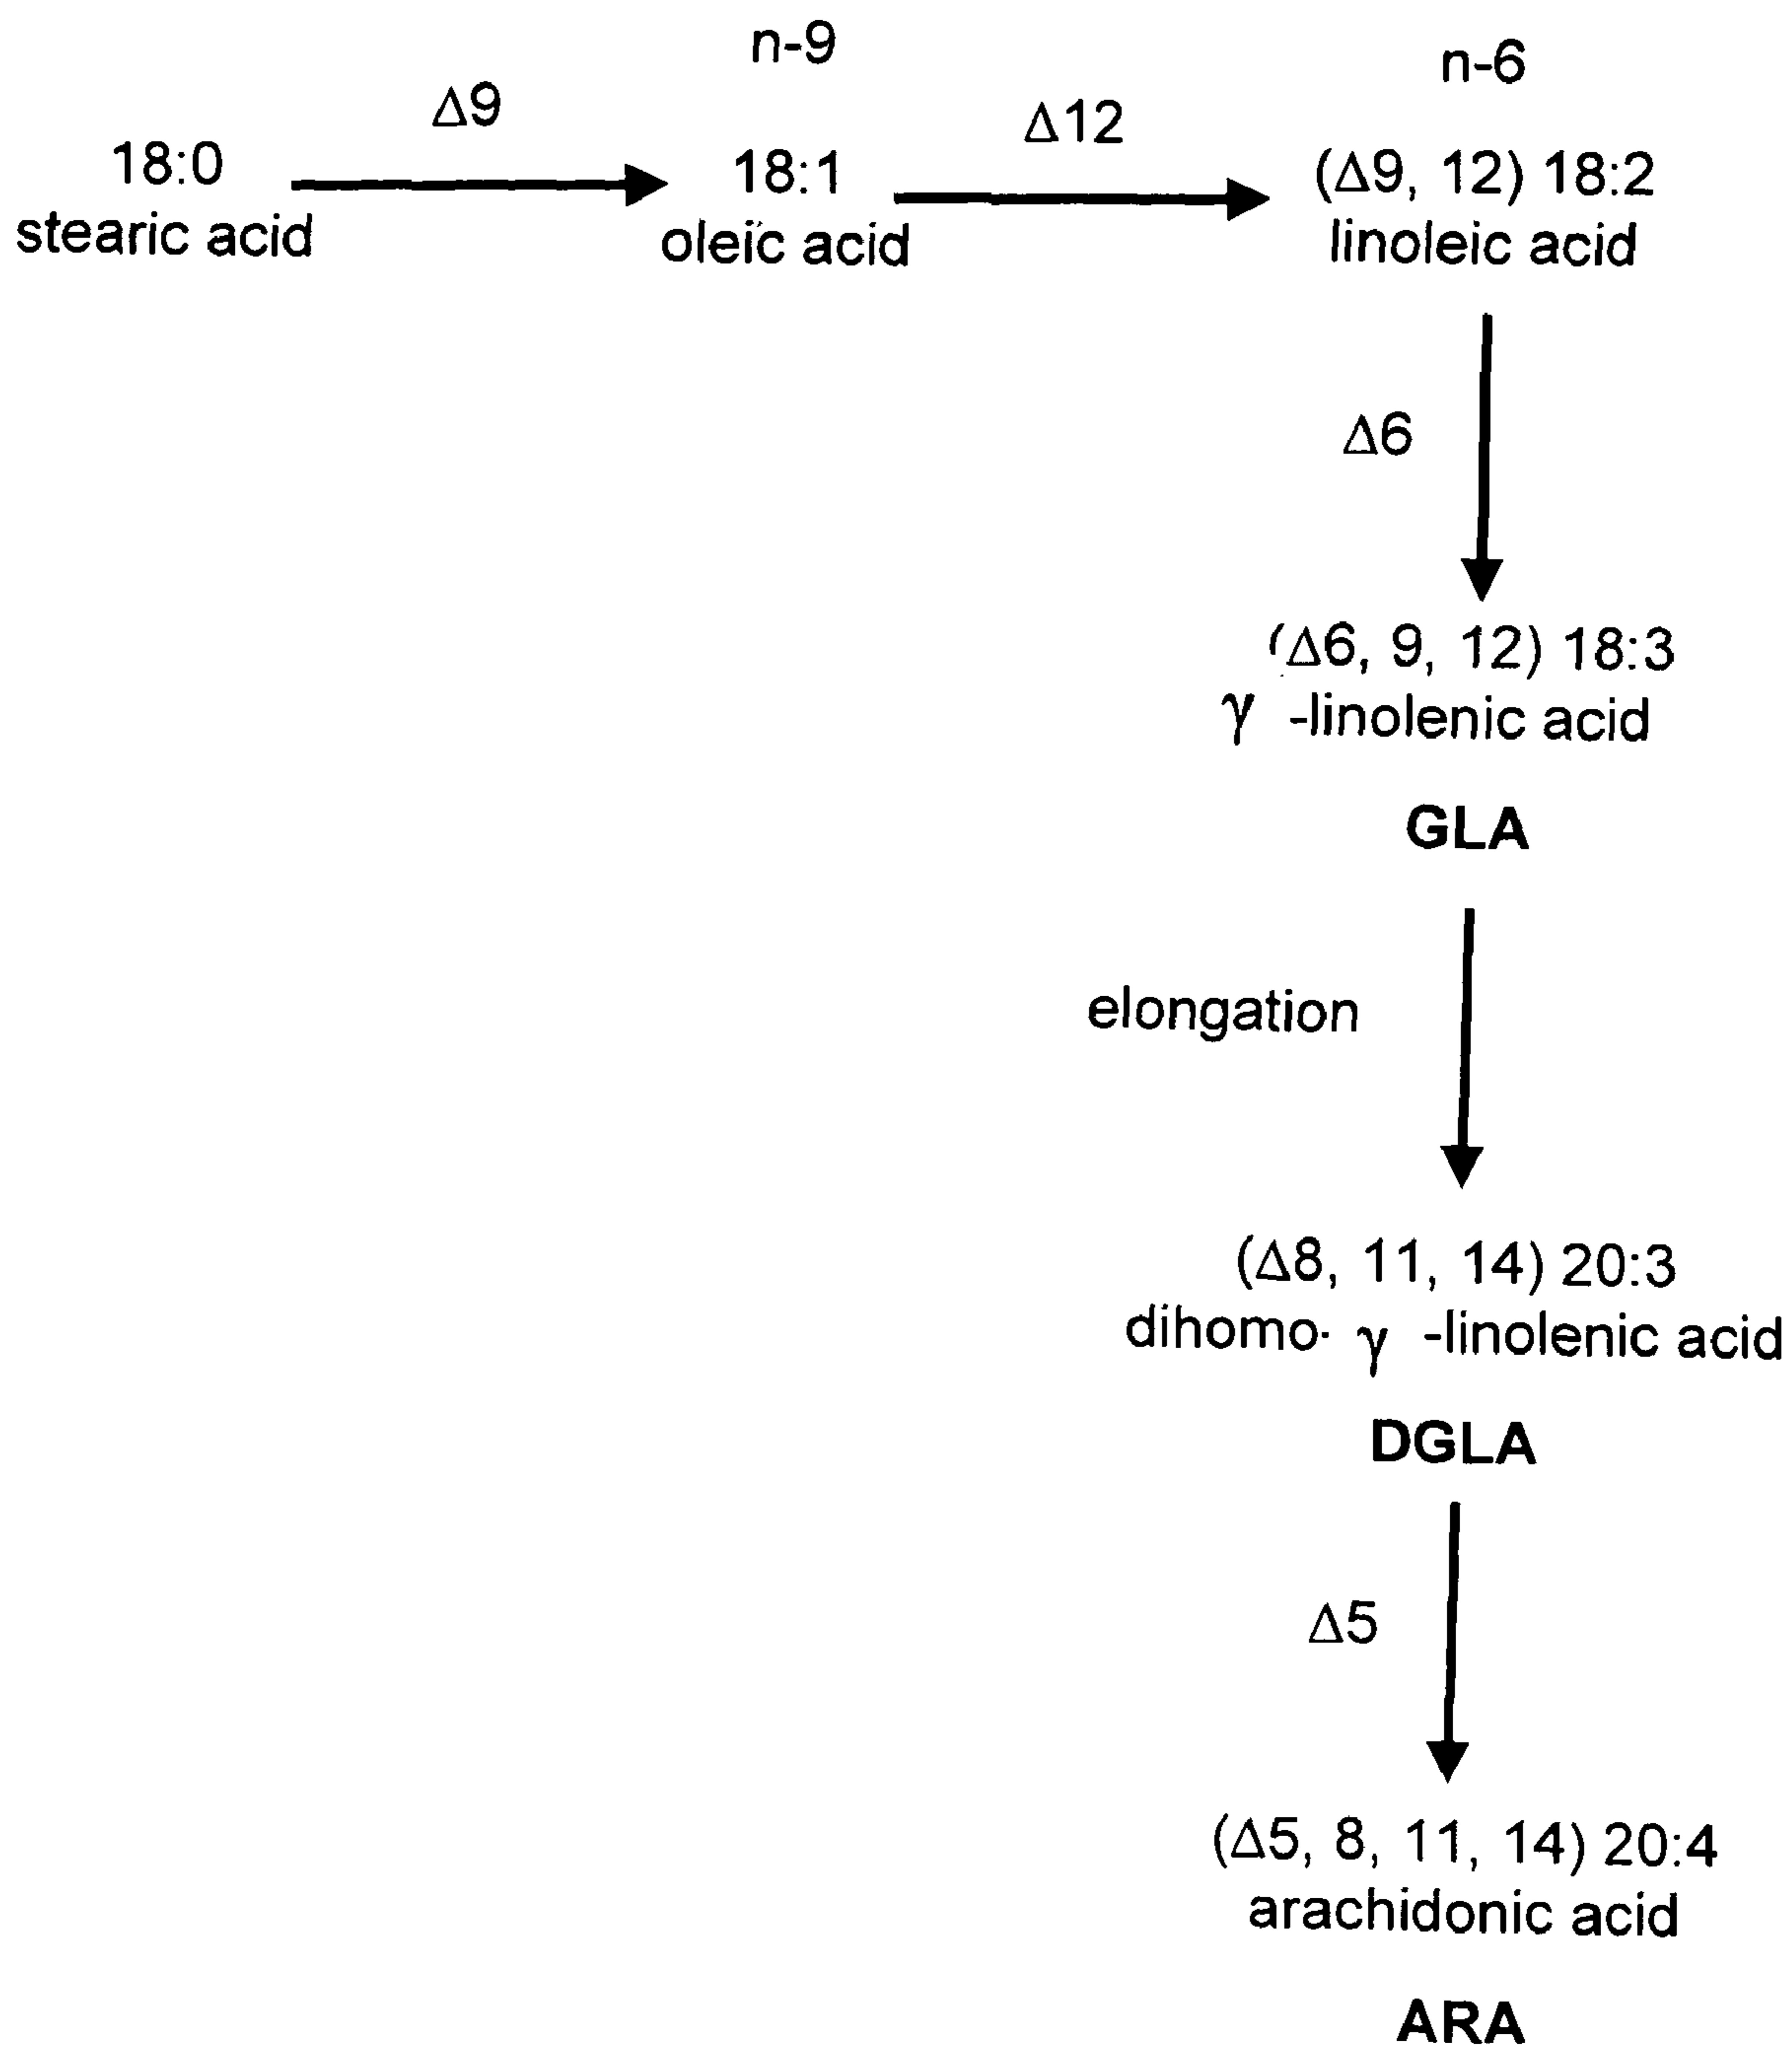 n-9
n-6
Δ9
Δ12
18:0
18:1
(Δ9, 12) 18:2
stearic acid
oleic acid
linoleic acid
Δ6
(Δ6, 9, 12) 18:3
γ -linolenic acid
GLA
elongation
(Δ8, 11, 14) 20:3
dihomo- γ -linolenic acid
DGLA
Δ5
(Δ5, 8, 11, 14) 20:4
arachidonic acid
ARA